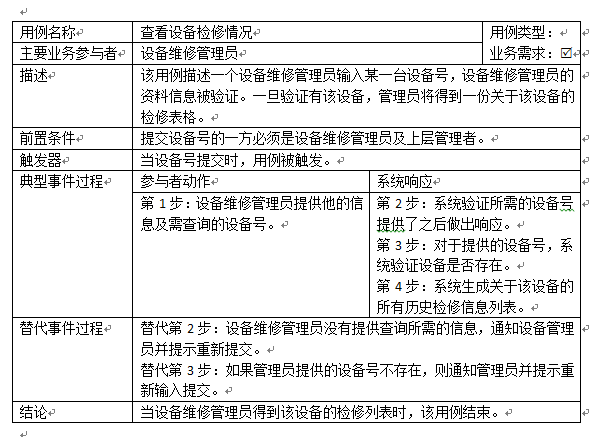 用例名称 查看设备检修情况 用例类型：
主要业务参与者 设备维修管理员 业务需求：☑
描述 该用例描述一个设备维修管理员输入某一台设备号，设备维修管理员的
资料信息被验证。一旦验证有该设备，管理员将得到一份关于该设备的
检修表格。
前置条件 提交设备号的一方必须是设备维修管理员及上层管理者。
触发器 当设备号提交时，用例被触发。
典型事件过程 参与者动作 系统响应
第 1 步：设备维修管理员提供他的信
息及需查询的设备号。
第 2 步：系统验证所需的设备号
提供了之后做出响应。
第 3 步：对于提供的设备号，系
统验证设备是否存在。
第 4 步：系统生成关于该设备的
所有历史检修信息列表。
替代事件过程 替代第 2 步：设备维修管理员没有提供查询所需的信息，通知设备管理
员并提示重新提交。
替代第 3 步：如果管理员提供的设备号不存在，则通知管理员并提示重
新输入提交。
结论 当设备维修管理员得到该设备的检修列表时，该用例结束。